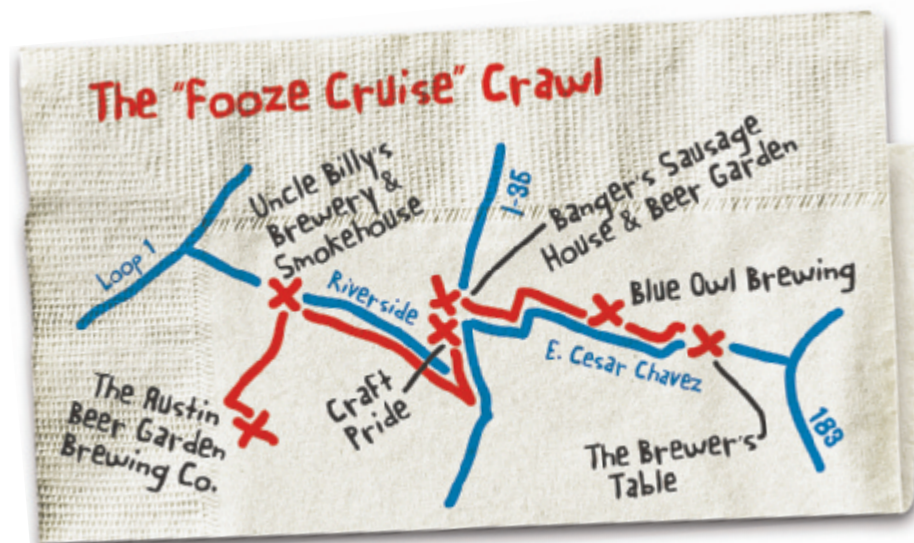 The "Fooze Cruise" Crawl
Uncle Billy's
Brewery &
Smokehouse
I-35
Banger's Sausage
House & Beer Garden
Loop 1
Riverside
Blue Owl Brewing
E. Cesar Chavez
The Austin
Beer Garden
Brewing Co.
Craft
Pride
The Brewer's
Table
183